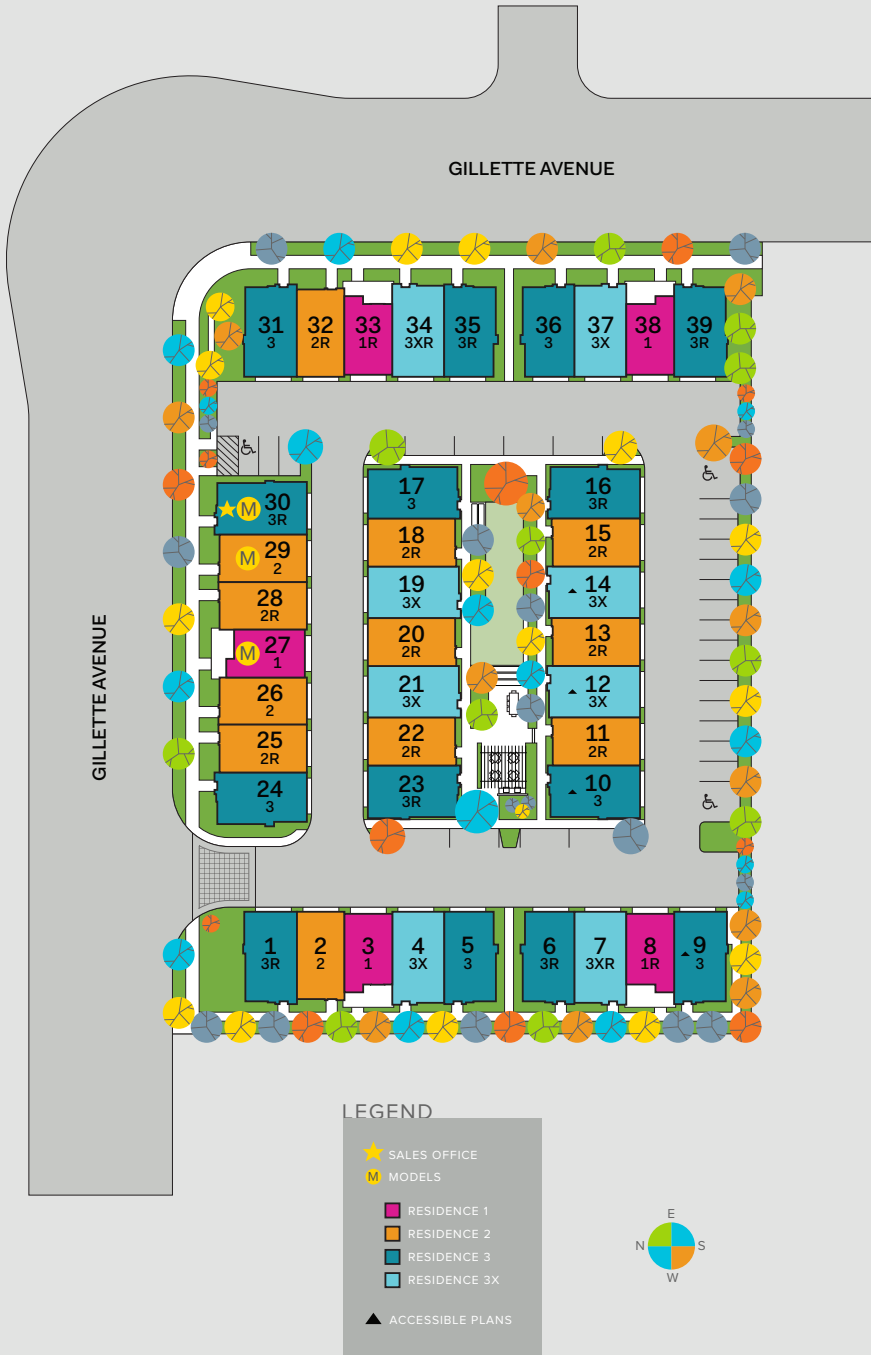 GILLETTE AVENUE
31
3
32
2R
33
1R
34
3XR
35
3R
36
3
37
3X
38
1
39
3R
GILLETTE AVENUE
M 30
3R
M 29
2
28
2R
M 27
1
26
2
25
2R
24
3
17
3
18
2R
19
3X
20
2R
21
3X
22
2R
23
3R
16
3R
15
2R
14
3X
13
2R
12
3X
11
2R
10
3
1
3R
2
2
3
1
4
3X
5
3
6
3R
7
3XR
8
1R
9
3
LEGEND
SALES OFFICE
M MODELS
RESIDENCE 1
RESIDENCE 2
RESIDENCE 3
RESIDENCE 3X
ACCESSIBLE PLANS
E
N S
W